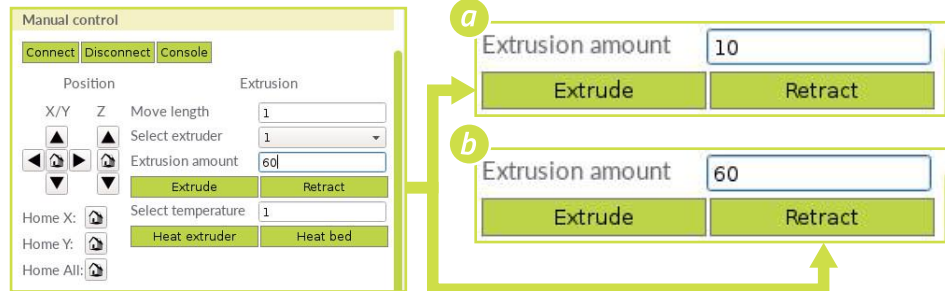 Manual control
Connect Disconnect Console
Position Extrusion
X/Y Z Move length 1
Select extruder 1
Extrusion amount 60
Extrude Retract
Select temperature 1
Heat extruder Heat bed
Home X:
Home Y:
Home All:
a
Extrusion amount 10
Extrude Retract
b
Extrusion amount 60
Extrude Retract